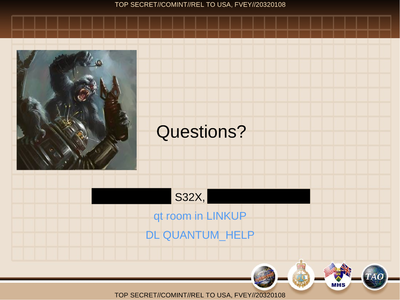 TOP SECRET//COMINT//REL TO USA, FVEY//20320108
Questions?
S32X,
qt room in LINKUP
DL QUANTUM_HELP
MHS
TAO
TOP SECRET//COMINT//REL TO USA, FVEY//20320108